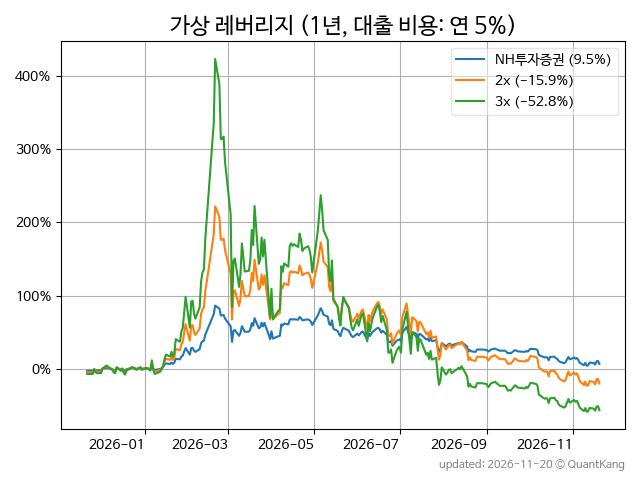 가상 레버리지 (1년, 대출 비용: 연 5%)
NH투자증권 (9.5%)
2x (-15.9%)
3x (-52.8%)
400%
300%
200%
100%
0%
2026-01 2026-03 2026-05 2026-07 2026-09 2026-11
updated: 2026-11-20 © QuantKang